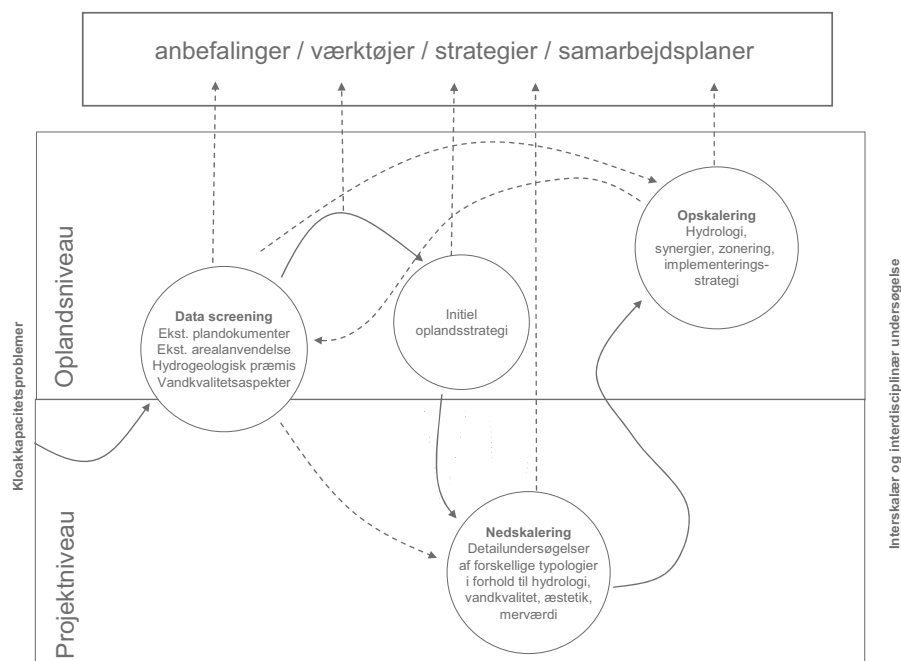 anbefalinger / værktøjer / strategier / samarbejdsplaner
Oplandsniveau
Opskalering
Hydrologi,
synergier, zonering,
implementerings-
strategi
Data screening
Ekst. plandokumenter
Ekst. arealanvendelse
Hydrogeologisk præmis
Vandkvalitetsaspekter
Initiel
oplandsstrategi
Kloakkapacitetsproblemer
Interskalær og interdisciplinær undersøgelse
Projektniveau
Nedskalering
Detailundersøgelser
af forskellige typologier
i forhold til hydrologi,
vandkvalitet, æstetik,
merværdi